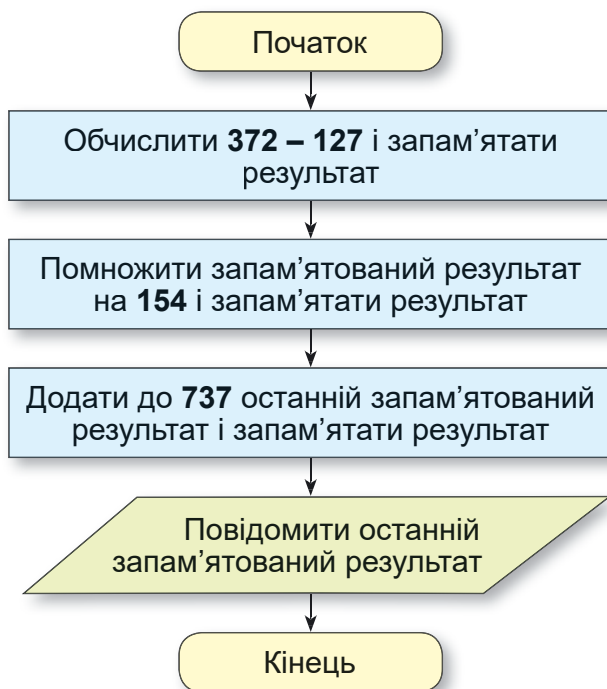 Початок
Обчислити 372 – 127 і запам’ятати
результат
Помножити запам’ятований результат
на 154 і запам’ятати результат
Додати до 737 останній запам’ятований
результат і запам’ятати результат
Повідомити останній
запам’ятований результат
Кінець